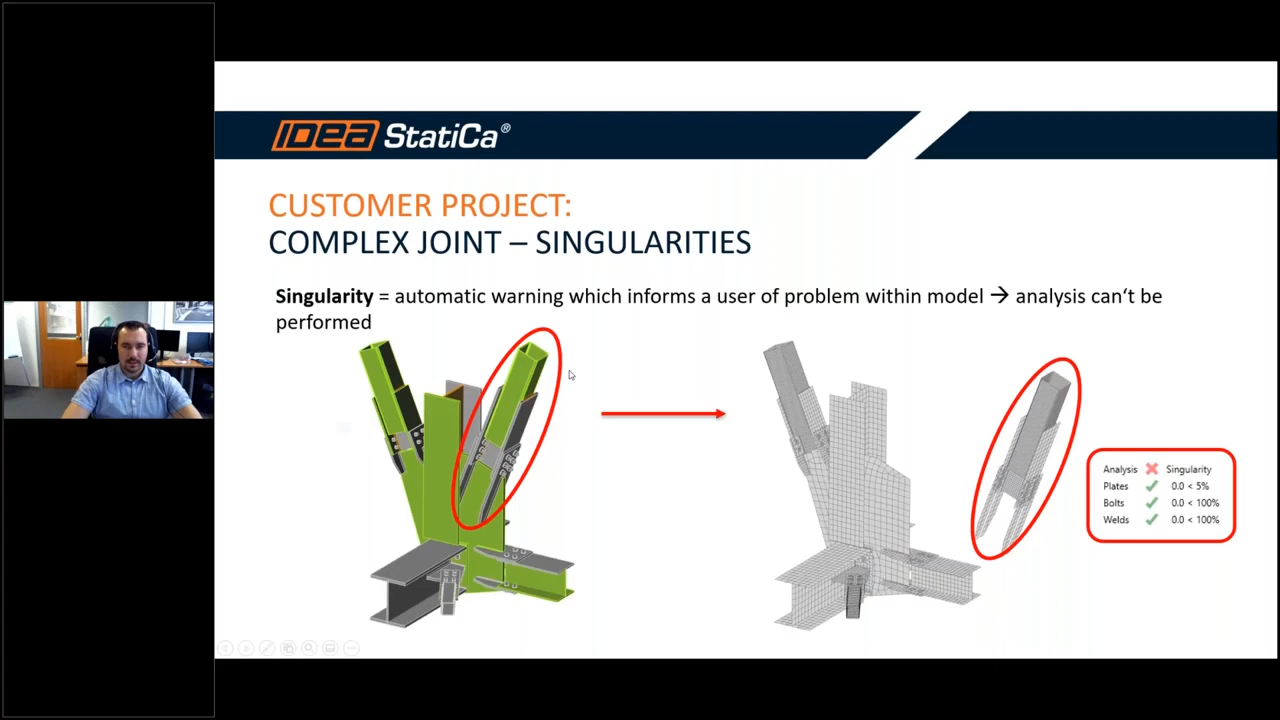 IDEA StatiCa®
CUSTOMER PROJECT:
COMPLEX JOINT – SINGULARITIES
Singularity = automatic warning which informs a user of problem within model → analysis can‘t be
performed
Analysis ❌ Singularity
Plates ✔ 0.0 < 5%
Bolts ✔ 0.0 < 100%
Welds ✔ 0.0 < 100%